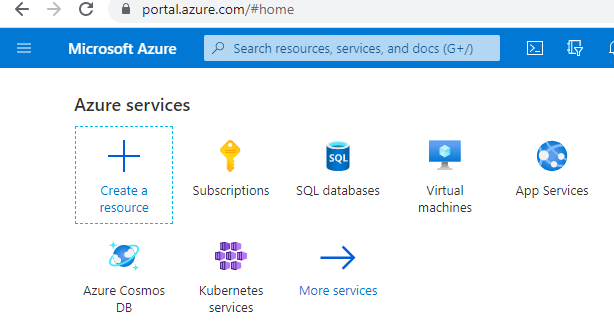 portal.azure.com/#home
Microsoft Azure
Search resources, services, and docs (G+/)
Azure services
Create a
resource
Subscriptions
SQL
SQL databases
Virtual
machines
App Services
Azure Cosmos
DB
Kubernetes
services
More services